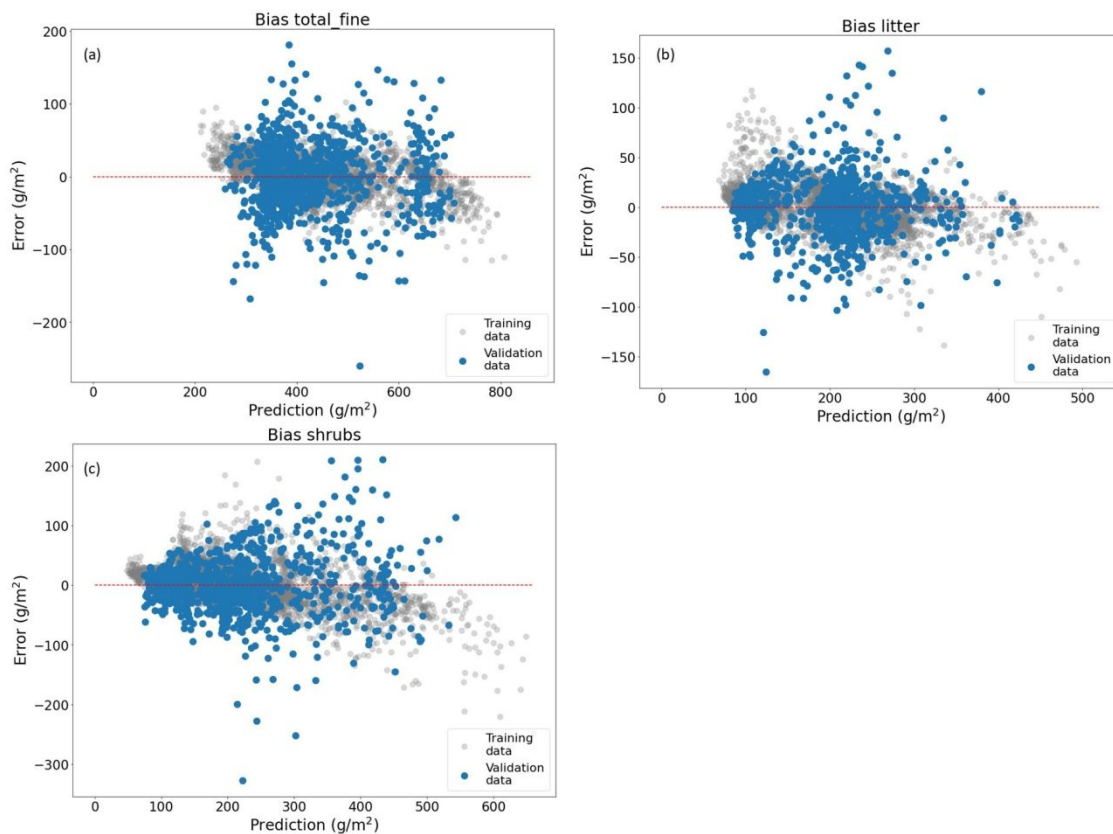 Bias total_fine
(a)
200
100
0
−100
−200
Error (g/m²)
0
200
400
600
800
Prediction (g/m²)
Training
data
Validation
data
Bias litter
(b)
150
100
50
0
−50
−100
−150
Error (g/m²)
0
100
200
300
400
500
Prediction (g/m²)
Training
data
Validation
data
Bias shrubs
(c)
200
100
0
−100
−200
−300
Error (g/m²)
0
100
200
300
400
500
600
Prediction (g/m²)
Training
data
Validation
data